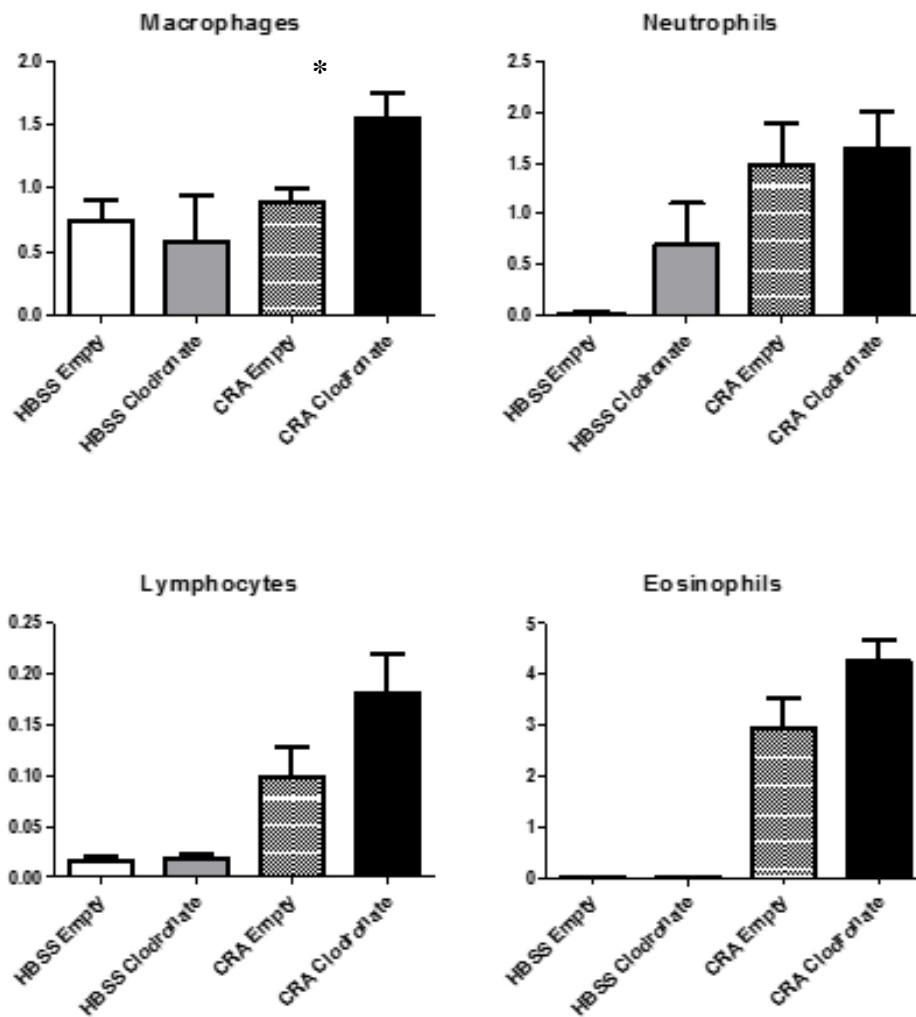 Macrophages
2.0
1.5
1.0
0.5
0.0
*
HBSS Empty
HBSS Clodronate
CRA Empty
CRA Clodronate
Neutrophils
2.5
2.0
1.5
1.0
0.5
0.0
HBSS Empty
HBSS Clodronate
CRA Empty
CRA Clodronate
Lymphocytes
0.25
0.20
0.15
0.10
0.05
0.00
HBSS Empty
HBSS Clodronate
CRA Empty
CRA Clodronate
Eosinophils
5
4
3
2
1
0
HBSS Empty
HBSS Clodronate
CRA Empty
CRA Clodronate